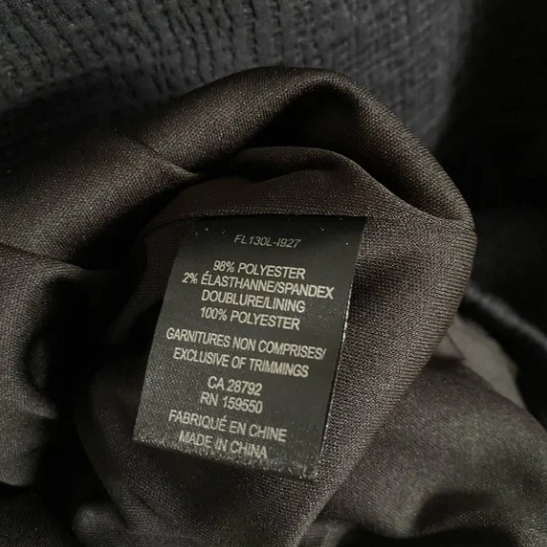 FL130L-I927
98% POLYESTER
2% ÉLASTHANNE/SPANDEX
DOUBLURE/LINING
100% POLYESTER
GARNITURES NON COMPRISES/
EXCLUSIVE OF TRIMMINGS
CA 28792
RN 159550
FABRIQUÉ EN CHINE
MADE IN CHINA